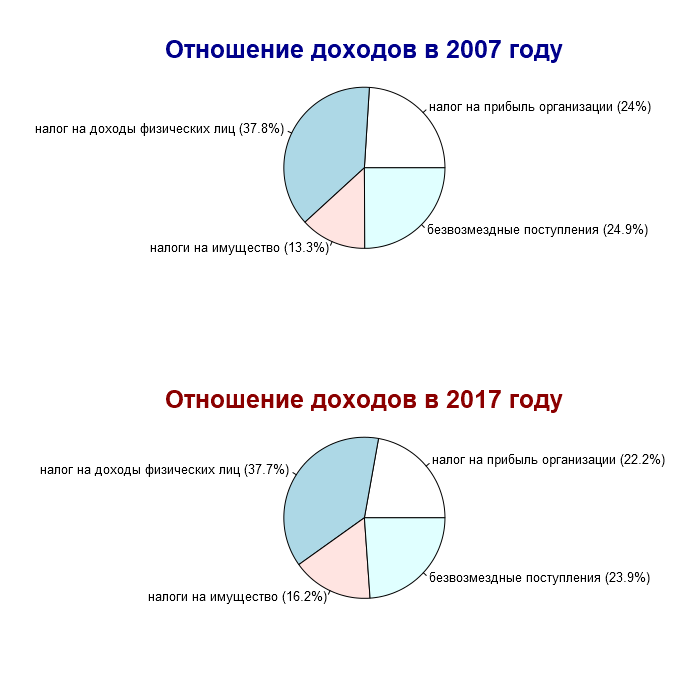 Отношение доходов в 2007 году
налог на прибыль организации (24%)
налог на доходы физических лиц (37.8%)
безвозмездные поступления (24.9%)
налоги на имущество (13.3%)
Отношение доходов в 2017 году
налог на прибыль организации (22.2%)
налог на доходы физических лиц (37.7%)
безвозмездные поступления (23.9%)
налоги на имущество (16.2%)